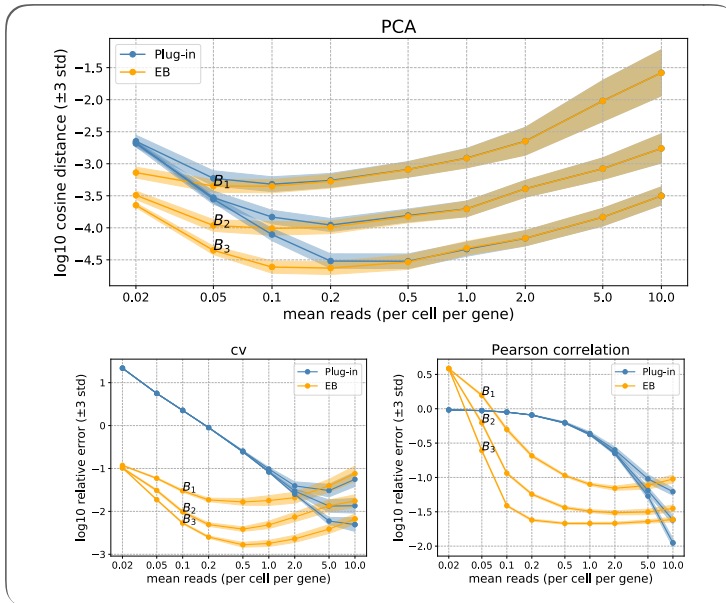 PCA
Plug-in
EB
log10 cosine distance (±3 std)
−1.5
−2.0
−2.5
−3.0
−3.5
−4.0
−4.5
B1
B2
B3
0.02 0.05 0.1 0.2 0.5 1.0 2.0 5.0 10.0
mean reads (per cell per gene)
cv
Plug-in
EB
log10 relative error (±3 std)
1
0
−1
−2
−3
B1
B2
B3
0.02 0.05 0.1 0.2 0.5 1.0 2.0 5.0 10.0
mean reads (per cell per gene)
Pearson correlation
Plug-in
EB
log10 relative error (±3 std)
0.5
0.0
−0.5
−1.0
−1.5
−2.0
B1
B2
B3
0.02 0.05 0.1 0.2 0.5 1.0 2.0 5.0 10.0
mean reads (per cell per gene)